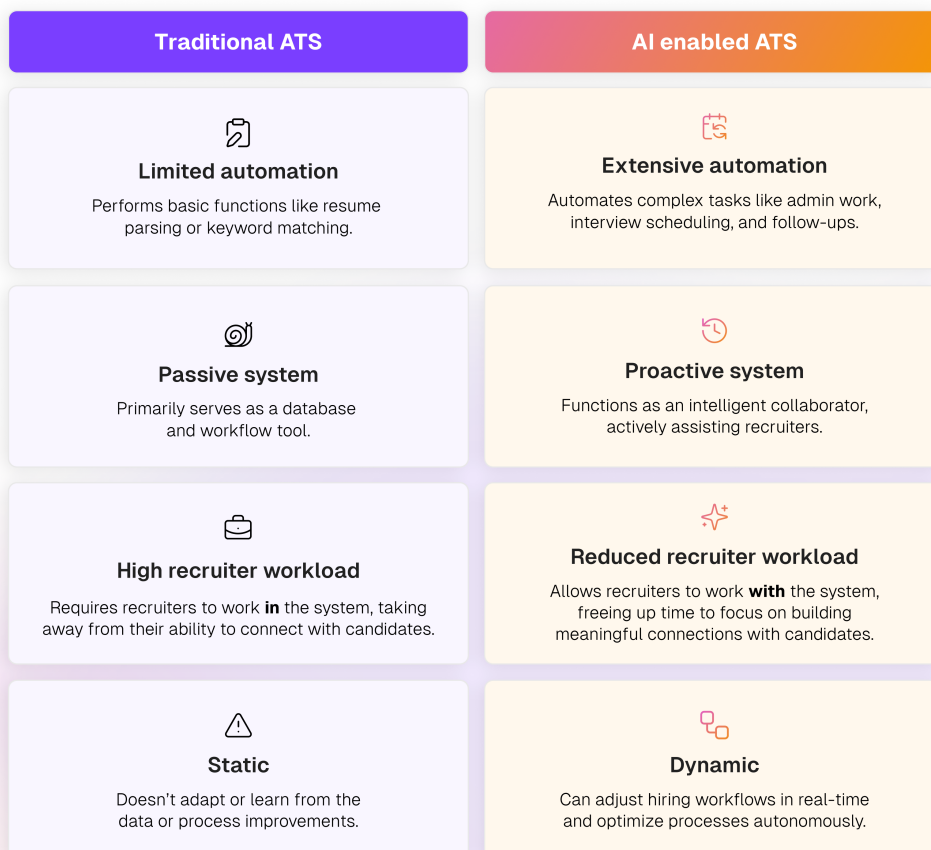 Traditional ATS
AI enabled ATS
Limited automation
Performs basic functions like resume
parsing or keyword matching.
Extensive automation
Automates complex tasks like admin work,
interview scheduling, and follow-ups.
Passive system
Primarily serves as a database
and workflow tool.
Proactive system
Functions as an intelligent collaborator,
actively assisting recruiters.
High recruiter workload
Requires recruiters to work in the system, taking
away from their ability to connect with candidates.
Reduced recruiter workload
Allows recruiters to work with the system,
freeing up time to focus on building
meaningful connections with candidates.
Static
Doesn’t adapt or learn from the
data or process improvements.
Dynamic
Can adjust hiring workflows in real-time
and optimize processes autonomously.